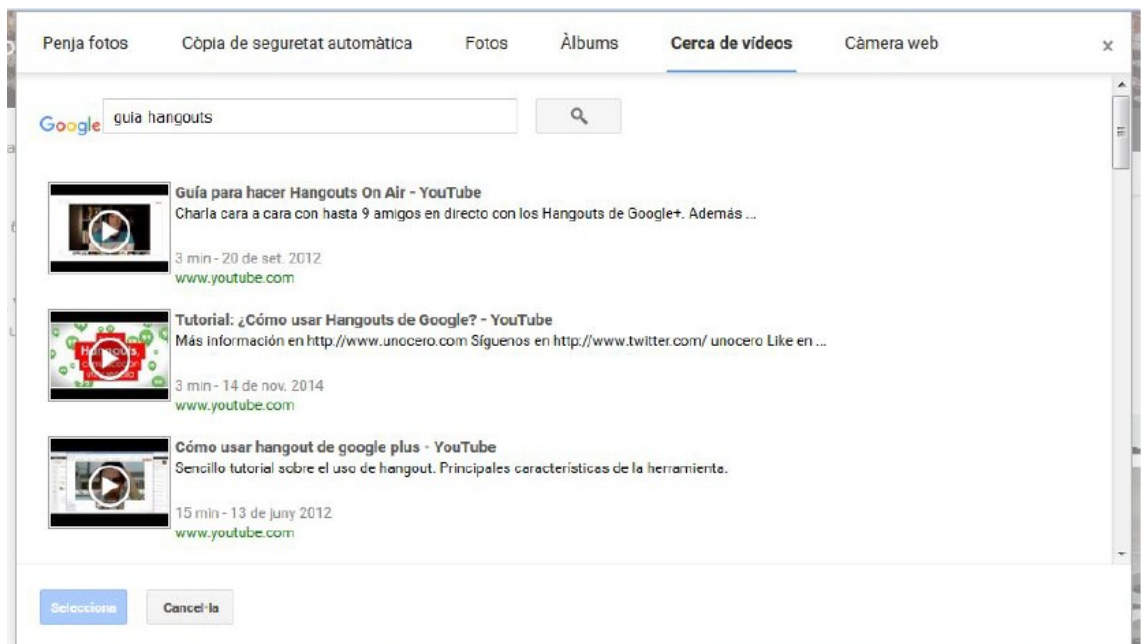 Penja fotos Còpia de seguretat automàtica Fotos Àlbums Cerca de vídeos Càmera web ×
Google guia hangouts
Guía para hacer Hangouts On Air - YouTube
Charla cara a cara con hasta 9 amigos en directo con los Hangouts de Google+. Además ...
3 min - 20 de set. 2012
www.youtube.com
Tutorial: ¿Cómo usar Hangouts de Google? - YouTube
Más información en http://www.unocero.com Síguenos en http://www.twitter.com/ unocero Like en ...
3 min - 14 de nov. 2014
www.youtube.com
Cómo usar hangout de google plus - YouTube
Sencillo tutorial sobre el uso de hangout. Principales características de la herramienta.
15 min - 13 de juny 2012
www.youtube.com
Selecciona Cancel·la